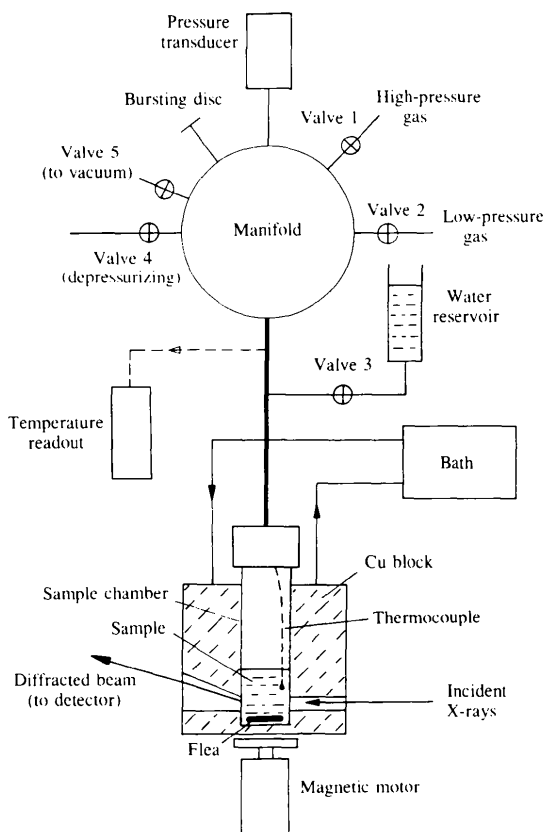 Pressure
transducer
Bursting disc
High-pressure
gas
Valve 1
Valve 5
(to vacuum)
Valve 2
Low-pressure
gas
Manifold
Valve 4
(depressurizing)
Water
reservoir
Valve 3
Temperature
readout
Bath
Cu block
Sample chamber
Thermocouple
Sample
Diffracted beam
(to detector)
Incident
X-rays
Flea
Magnetic motor